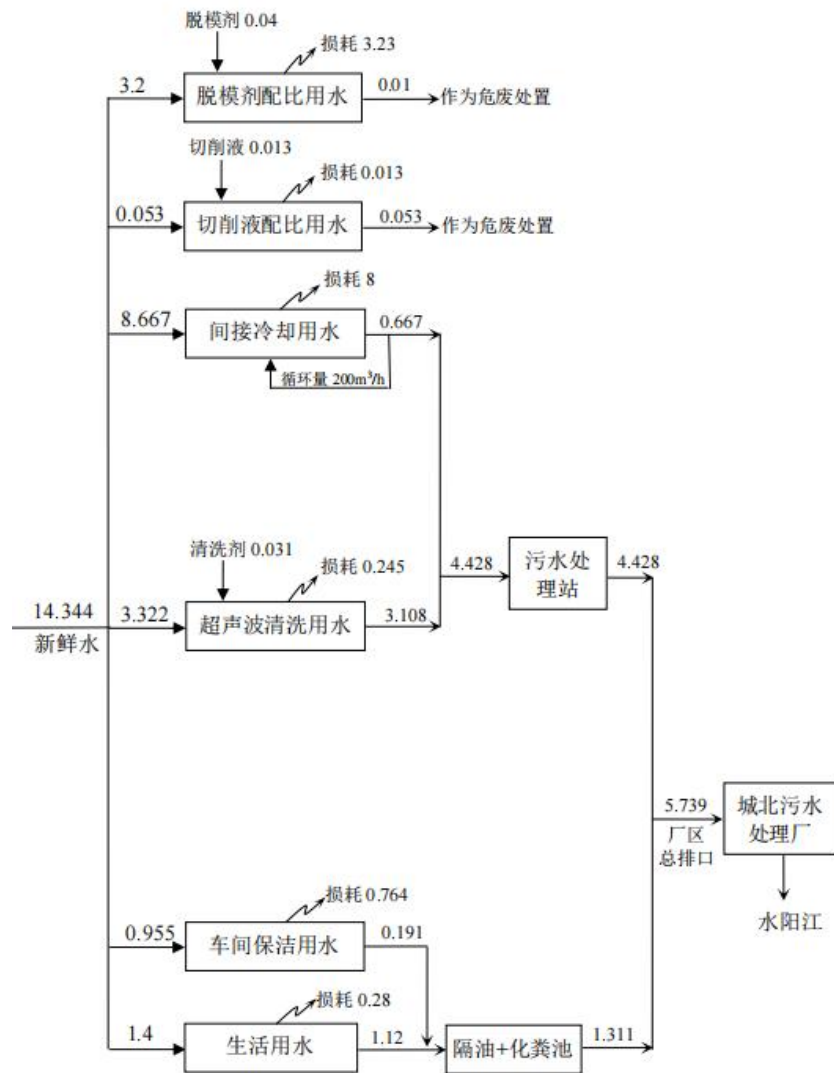 脱模剂 0.04
损耗 3.23
3.2
脱模剂配比用水
0.01
作为危废处置
切削液 0.013
损耗 0.013
0.053
切削液配比用水
0.053
作为危废处置
损耗 8
8.667
间接冷却用水
0.667
循环量 200m³/h
清洗剂 0.031
损耗 0.245
4.428
污水处
理站
4.428
14.344
新鲜水
3.322
超声波清洗用水
3.108
5.739
厂区
总排口
城北污水
处理厂
水阳江
损耗 0.764
0.955
车间保洁用水
0.191
损耗 0.28
1.4
生活用水
1.12
隔油+化粪池
1.311